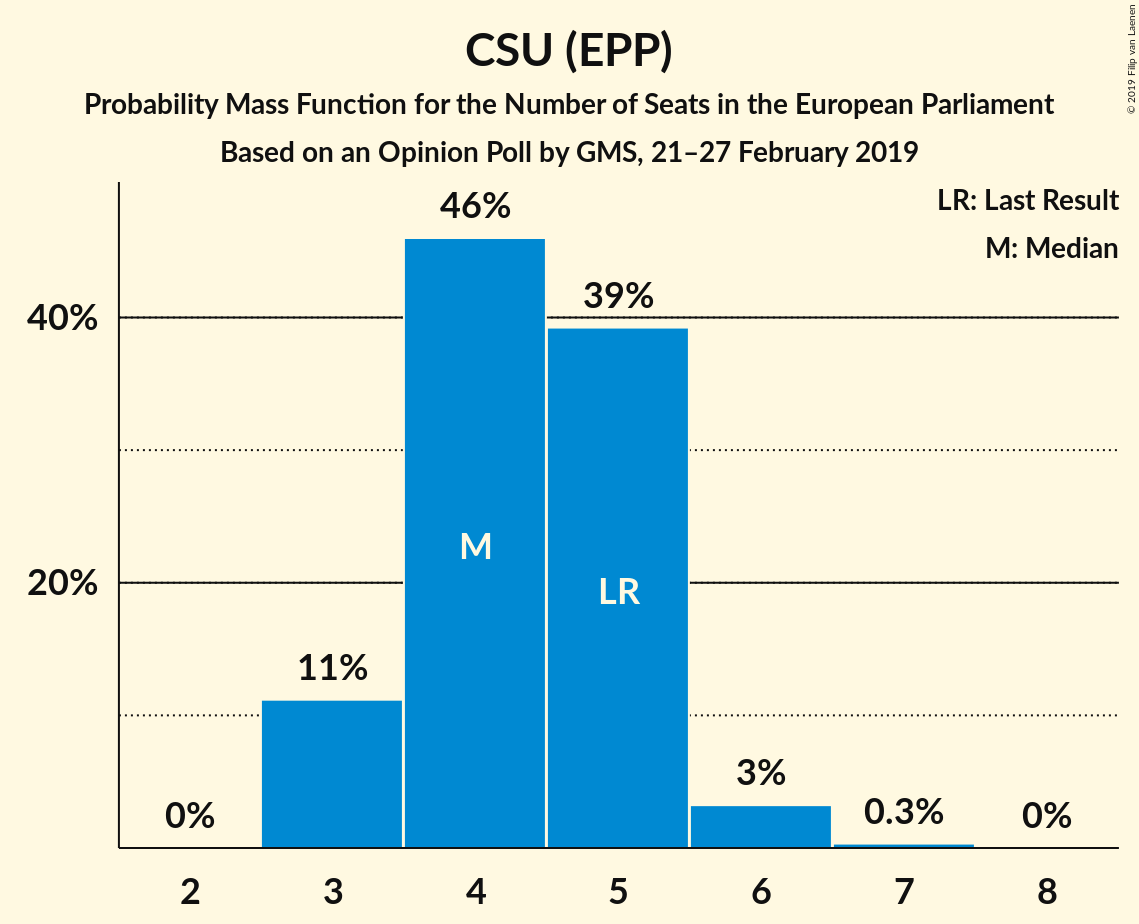 © 2019 Filip van Laenen
CSU (EPP)
Probability Mass Function for the Number of Seats in the European Parliament
Based on an Opinion Poll by GMS, 21–27 February 2019
LR: Last Result
M: Median
46%
39%
40%
M
LR
20%
11%
3%
0.3%
0%
0%
2 3 4 5 6 7 8